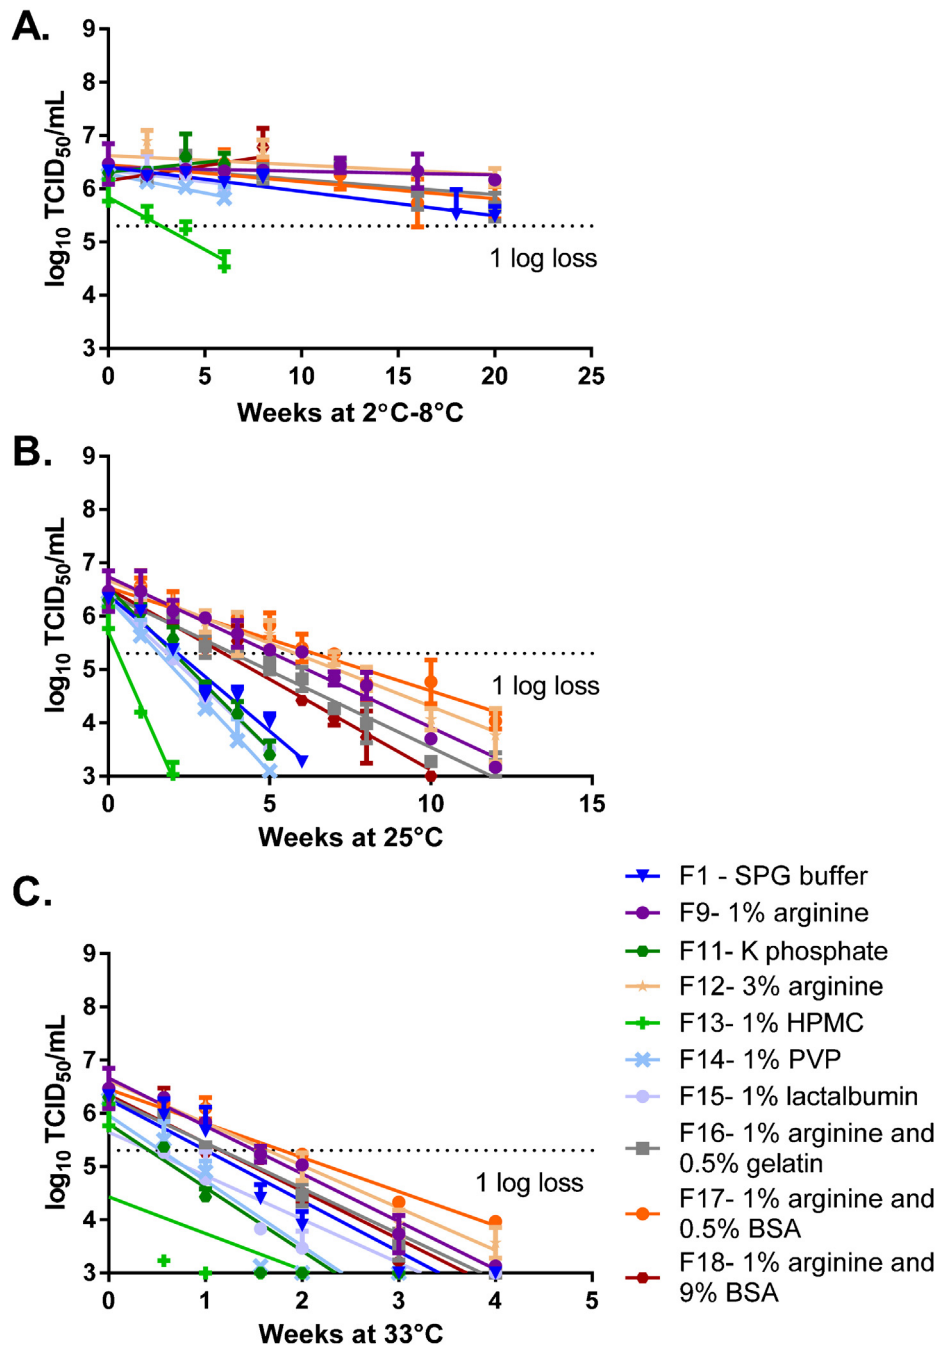 A.
9
8
7
6
5
4
3
log10 TCID50/mL
1 log loss
0 5 10 15 20 25
Weeks at 2°C-8°C
B.
9
8
7
6
5
4
3
log10 TCID50/mL
1 log loss
0 5 10 15
Weeks at 25°C
C.
9
8
7
6
5
4
3
log10 TCID50/mL
1 log loss
0 1 2 3 4 5
Weeks at 33°C
F1 - SPG buffer
F9- 1% arginine
F11- K phosphate
F12- 3% arginine
F13- 1% HPMC
F14- 1% PVP
F15- 1% lactalbumin
F16- 1% arginine and
0.5% gelatin
F17- 1% arginine and
0.5% BSA
F18- 1% arginine and
9% BSA